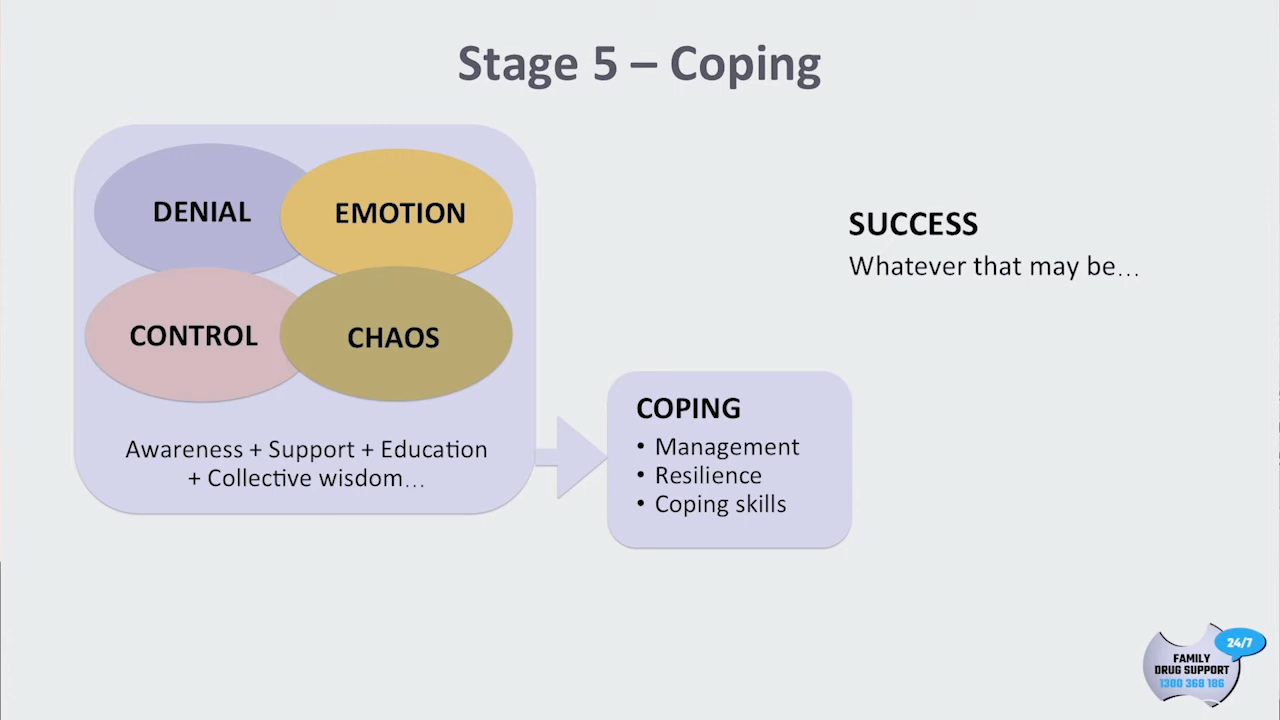 Stage 5 – Coping
DENIAL
EMOTION
CONTROL
CHAOS
Awareness + Support + Education
+ Collective wisdom…
COPING
• Management
• Resilience
• Coping skills
SUCCESS
Whatever that may be…
24/7
FAMILY
DRUG SUPPORT
1300 368 186